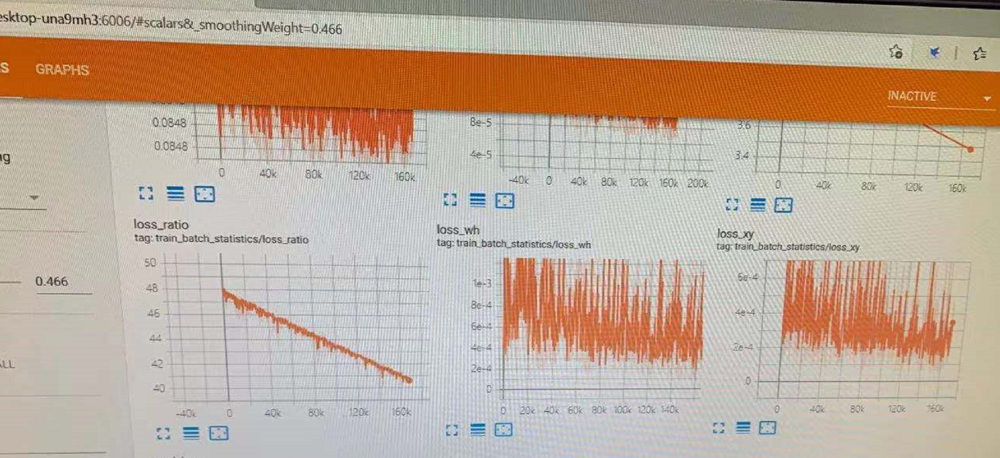 esktop-una9mh3:6006/#scalars&_smoothingWeight=0.466
S GRAPHS
INACTIVE
0.0848
0.0848
0 40k 80k 120k 160k
8e-5
4e-5
-40k 0 40k 80k 120k 160k 200k
3.6
3.4
0 40k 80k 120k 160k
ng
0.466
ALL
loss_ratio
tag: train_batch_statistics/loss_ratio
50
48
46
44
42
40
-40k 0 40k 80k 120k 160k
loss_wh
tag: train_batch_statistics/loss_wh
1e-3
8e-4
6e-4
4e-4
2e-4
0
0 20k 40k 60k 80k 100k 120k 140k
loss_xy
tag: train_batch_statistics/loss_xy
6e-4
4e-4
2e-4
0
0 40k 80k 120k 160k